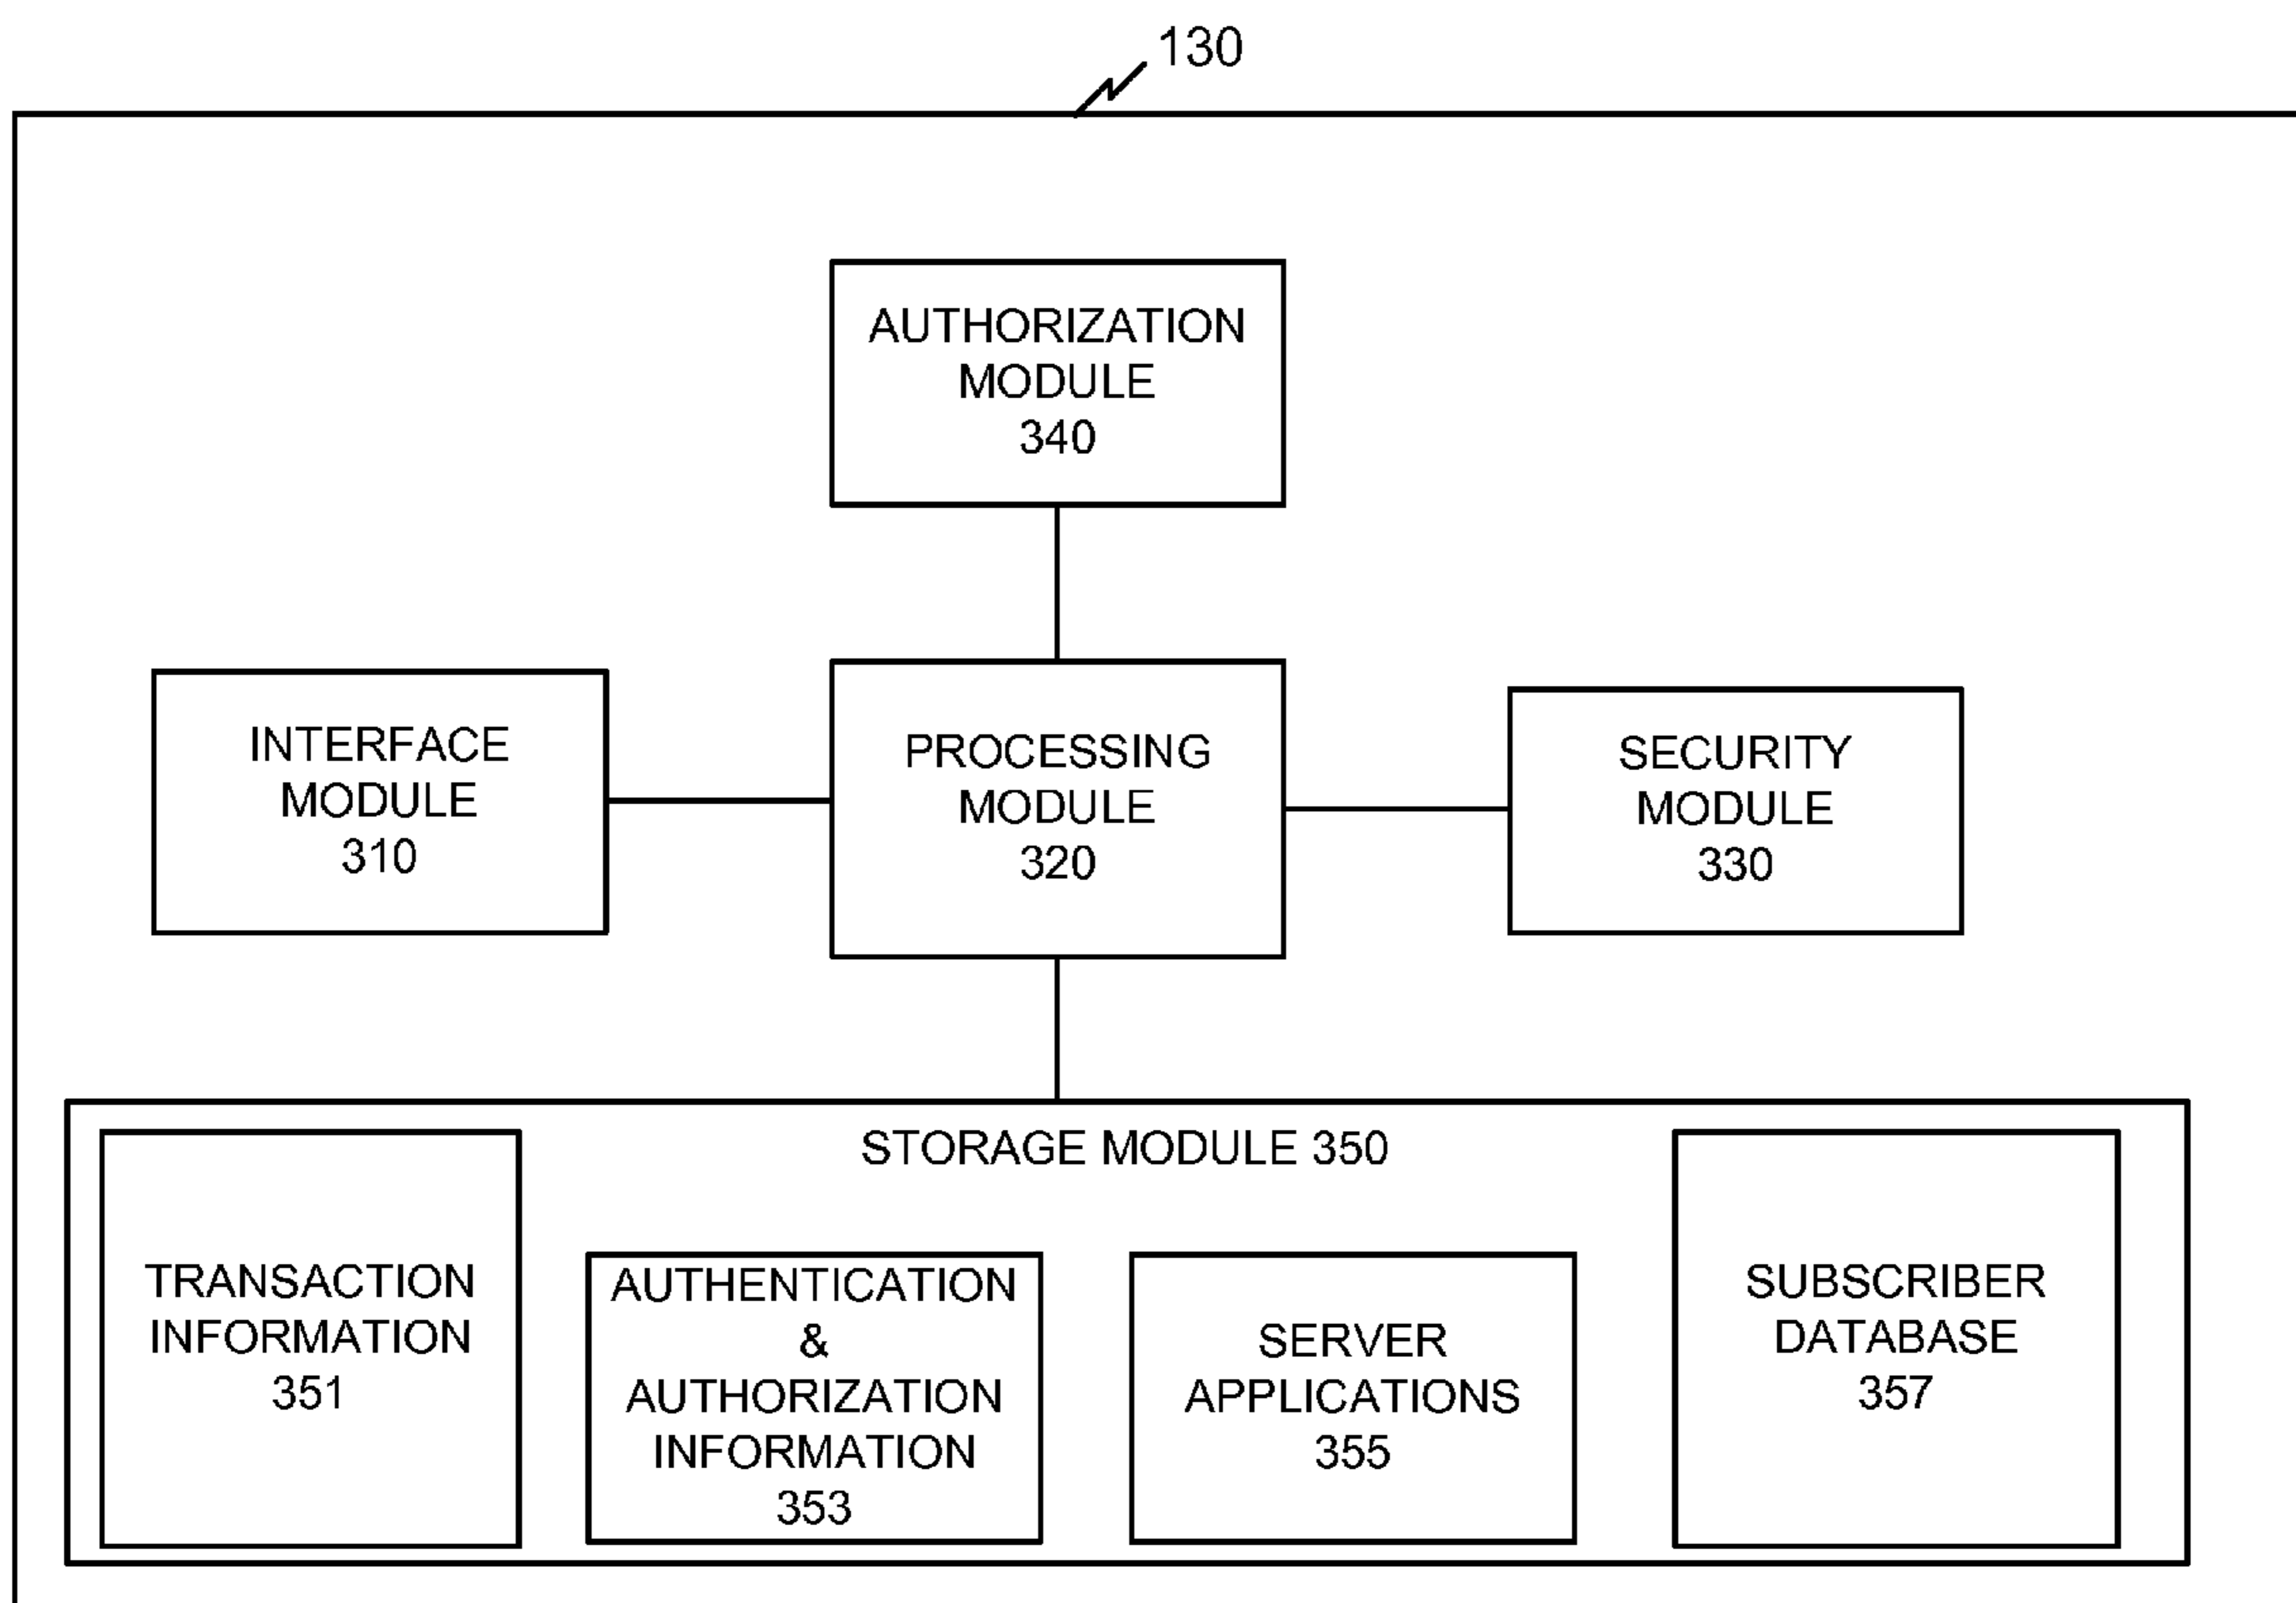 130
AUTHORIZATION
MODULE
340
INTERFACE
MODULE
310
PROCESSING
MODULE
320
SECURITY
MODULE
330
STORAGE MODULE 350
TRANSACTION
INFORMATION
351
AUTHENTICATION
&
AUTHORIZATION
INFORMATION
353
SERVER
APPLICATIONS
355
SUBSCRIBER
DATABASE
357